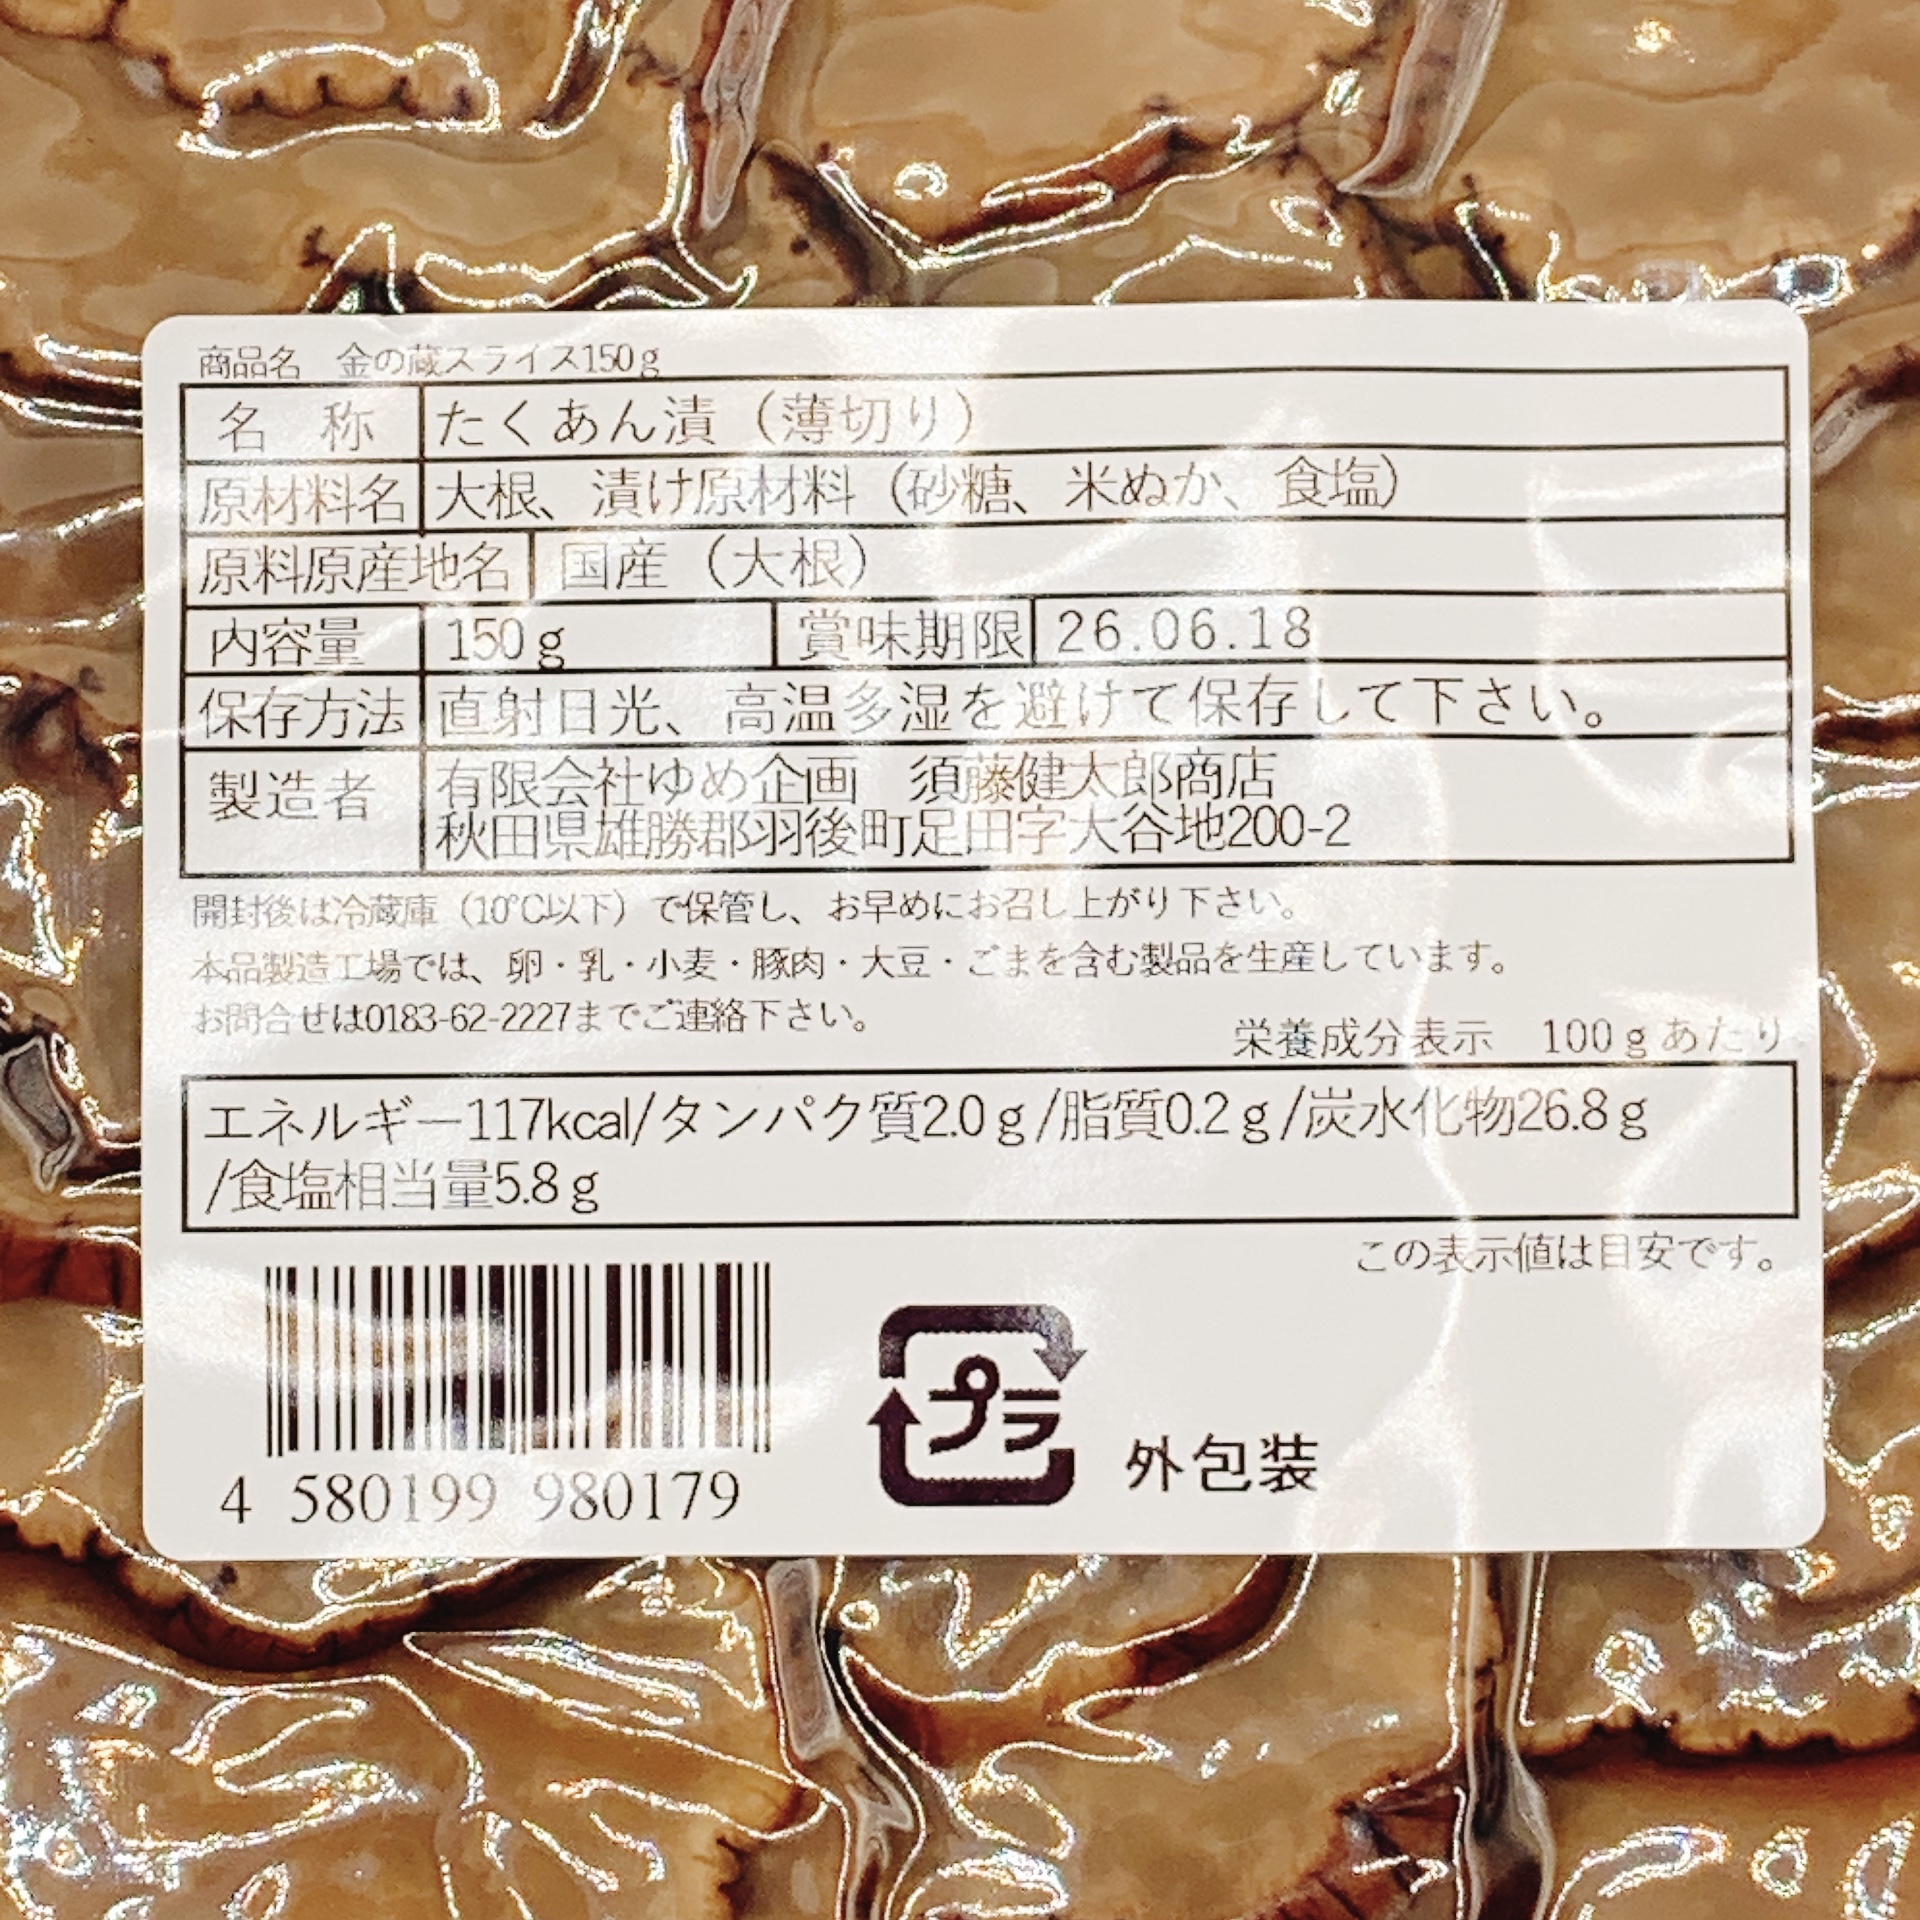 商品名 金の蔵スライス150g
名 称 たくあん漬（薄切り）
原材料名 大根、漬け原材料（砂糖、米ぬか、食塩）
原料原産地名 国産（大根）
内容量 150g 賞味期限 26.06.18
保存方法 直射日光、高温多湿を避けて保存して下さい。
製造者 有限会社ゆめ企画 須藤健太郎商店
秋田県雄勝郡羽後町足田字大谷地200-2
開封後は冷蔵庫（10℃以下）で保管し、お早めにお召し上がり下さい。
本品製造工場では、卵・乳・小麦・豚肉・大豆・ごまを含む製品を生産しています。
お問合せは0183-62-2227までご連絡下さい。
栄養成分表示 100gあたり
エネルギー117kcal/タンパク質2.0g/脂質0.2g/炭水化物26.8g
/食塩相当量5.8g
この表示値は目安です。
プラ 外包装
4 580199 980179